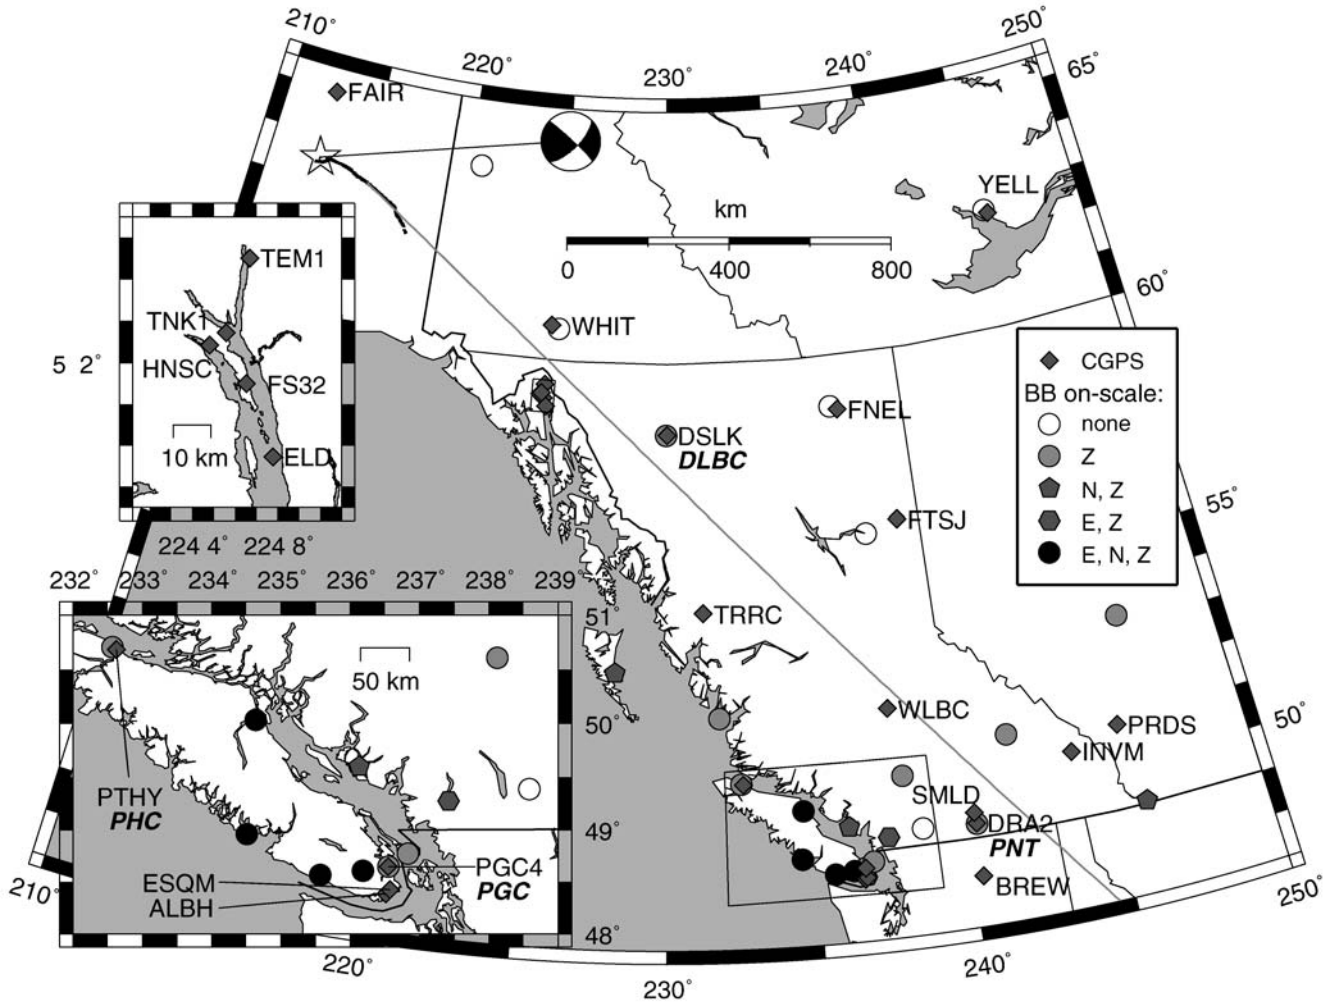 210°
220°
230°
240°
250°
65°
FAIR
YELL
km
0
400
800
60°
WHIT
TEM1
TNK1
HNSC
FS32
ELD
10 km
5 2°
224 4°
224 8°
CGPS
BB on-scale:
none
Z
N, Z
E, Z
E, N, Z
FNEL
DSLK
DLBC
FTSJ
55°
TRRC
232°
233°
234°
235°
236°
237°
238°
239°
51°
50°
49°
48°
50 km
PTHY
PHC
ESQM
ALBH
PGC4
PGC
WLBC
PRDS
INVM
50°
SMLD
DRA2
PNT
BREW
210°
220°
230°
240°
250°